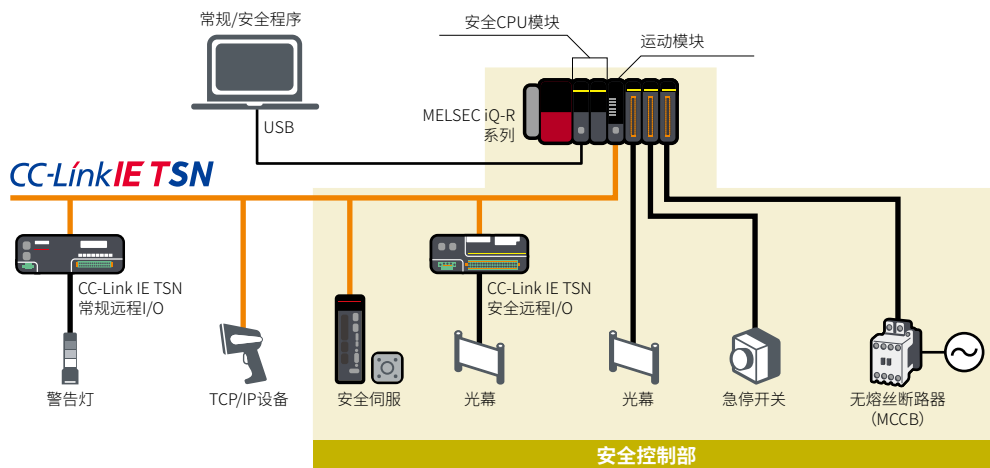 常规/安全程序
安全CPU模块
运动模块
MELSEC iQ-R
系列
USB
CC-Link IE TSN
CC-Link IE TSN
常规远程I/O
CC-Link IE TSN
安全远程I/O
警告灯
TCP/IP设备
安全伺服
光幕
光幕
急停开关
无熔丝断路器
（MCCB）
安全控制部